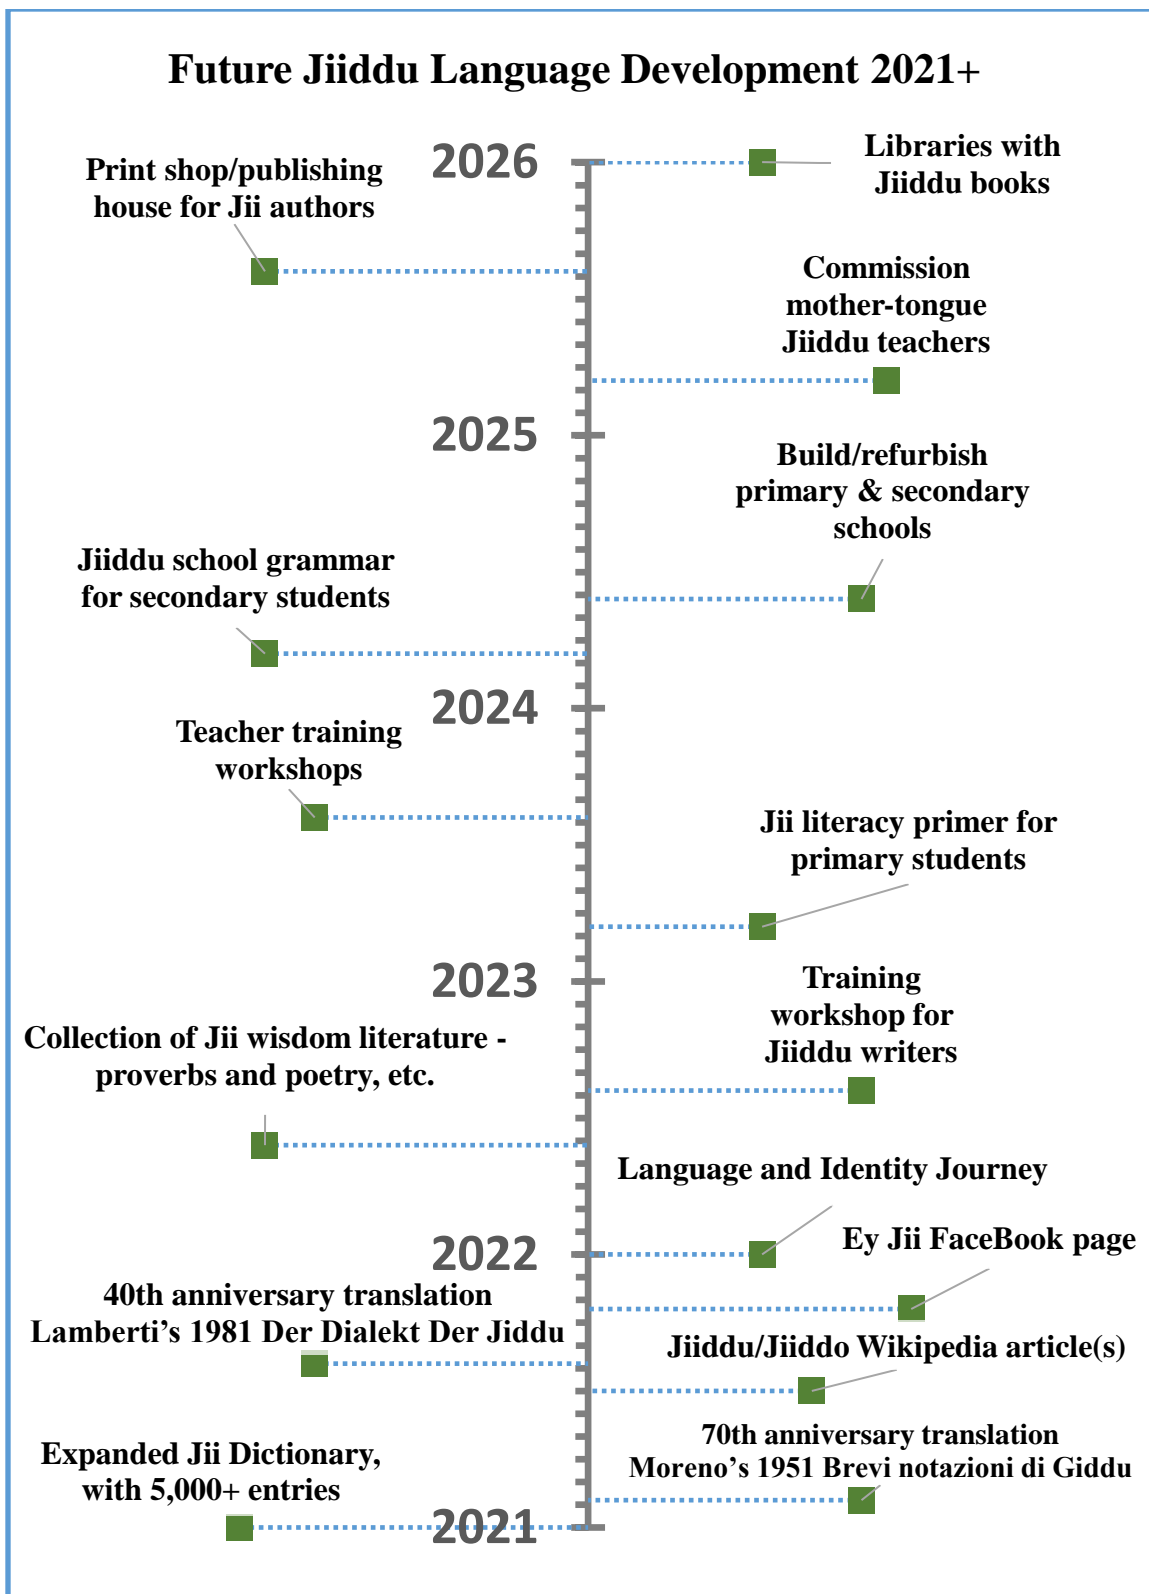 Future Jiiddu Language Development 2021+
2026
Libraries with
Jiiddu books
Print shop/publishing
house for Jii authors
Commission
mother-tongue
Jiiddu teachers
2025
Build/refurbish
primary & secondary
schools
Jiiddu school grammar
for secondary students
2024
Teacher training
workshops
Jii literacy primer for
primary students
2023
Training
workshop for
Jiiddu writers
Collection of Jii wisdom literature -
proverbs and poetry, etc.
Language and Identity Journey
2022
Ey Jii FaceBook page
40th anniversary translation
Lamberti's 1981 Der Dialekt Der Jiddu
Jiiddu/Jiiddo Wikipedia article(s)
70th anniversary translation
Moreno's 1951 Brevi notazioni di Giddu
Expanded Jii Dictionary,
with 5,000+ entries
2021